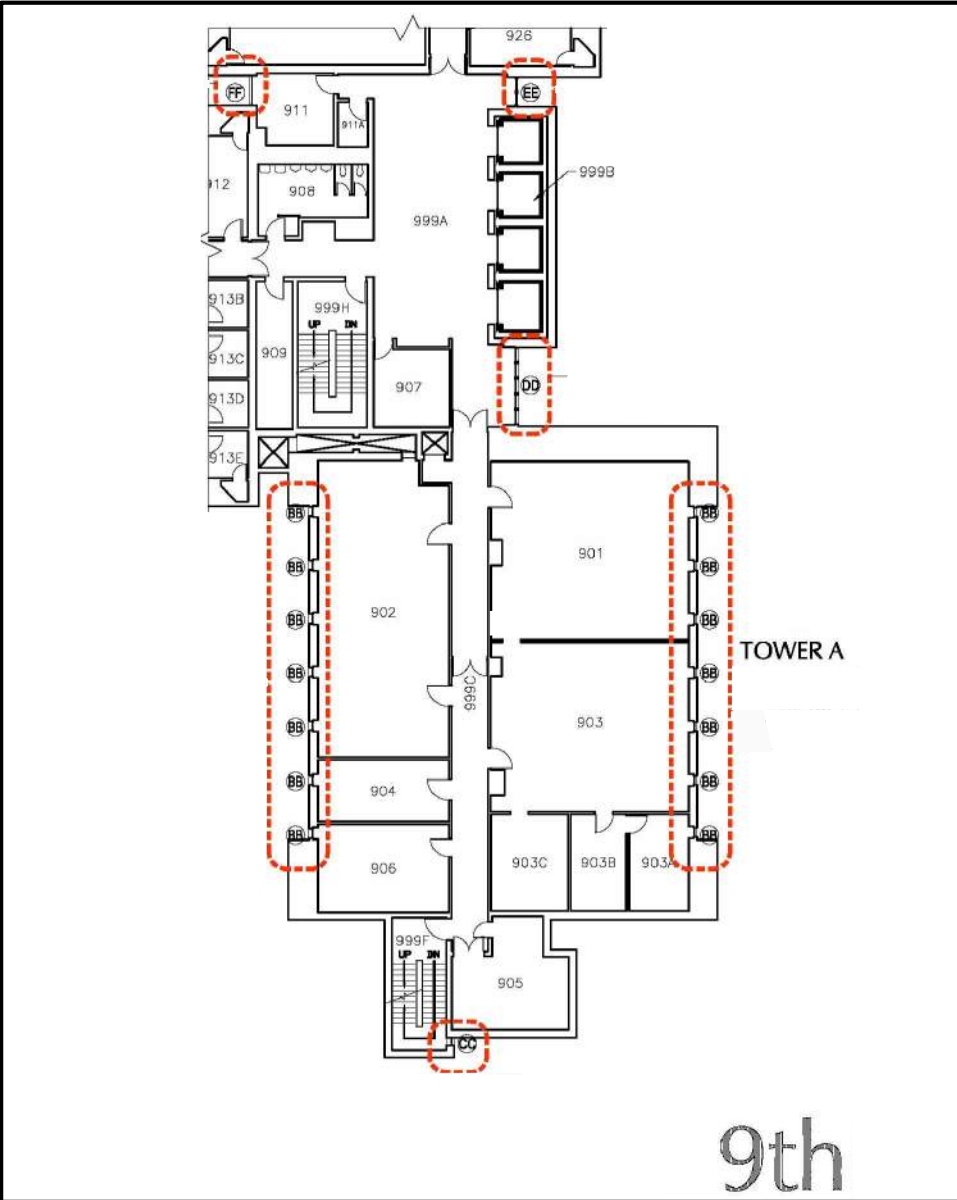 926
FF
EE
911
911A
999B
912
908
999A
913B
999H
UP DN
913C
909
907
DD
913D
913E
BB BB
901
BB BB
902
BB BB
TOWER A
BB BB
999C
903
BB BB
BB BB
904
BB BB
906
903C
903B
903A
999F
UP DN
905
CC
9th